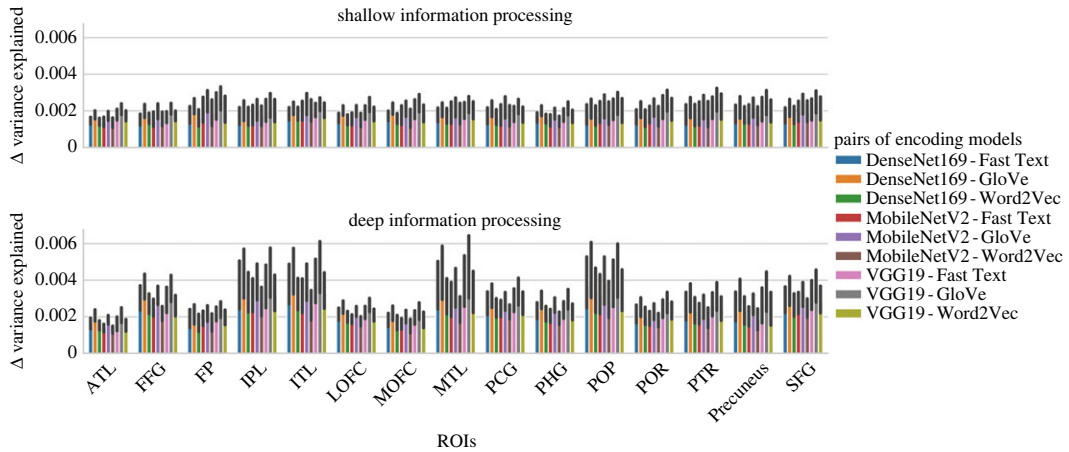 shallow information processing
0.006
0.004
0.002
0
Δ variance explained
deep information processing
0.006
0.004
0.002
0
Δ variance explained
ATL
FFG
FP
IPL
ITL
LOFC
MOFC
MTL
PCG
PHG
POP
POR
PTR
Precuneus
SFG
ROIs
pairs of encoding models
DenseNet169 - Fast Text
DenseNet169 - GloVe
DenseNet169 - Word2Vec
MobileNetV2 - Fast Text
MobileNetV2 - GloVe
MobileNetV2 - Word2Vec
VGG19 - Fast Text
VGG19 - GloVe
VGG19 - Word2Vec